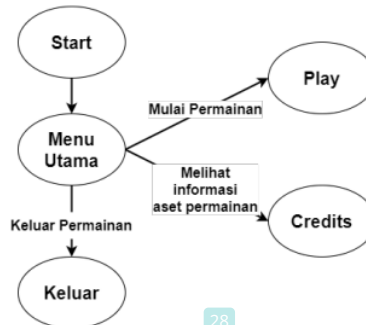 Start
Play
Mulai Permainan
Menu
Utama
Melihat
informasi
aset permainan
Keluar Permainan
Credits
Keluar
28